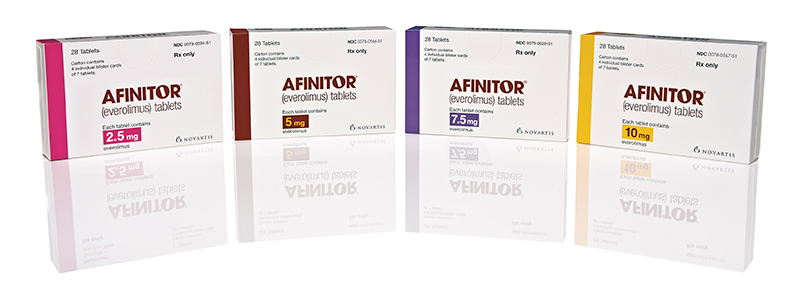 28 Tablets
NDC 0078-0594-51
Rx only
Carton contains
4 individual blister cards
of 7 tablets.
AFINITOR®
(everolimus) tablets
Each tablet contains
2.5 mg
everolimus
NOVARTIS
28 Tablets
NDC 0078-0566-51
Rx only
Carton contains
4 individual blister cards
of 7 tablets.
AFINITOR®
(everolimus) tablets
Each tablet contains
5 mg
everolimus
NOVARTIS
28 Tablets
NDC
Rx only
Carton contains
4 individual blister cards
of 7 tablets.
AFINITOR®
(everolimus) tablets
Each tablet contains
7.5 mg
everolimus
NOVARTIS
28 Tablets
NDC 0078-0567-51
Rx only
Carton contains
4 individual blister cards
of 7 tablets.
AFINITOR®
(everolimus) tablets
Each tablet contains
10 mg
everolimus
NOVARTIS